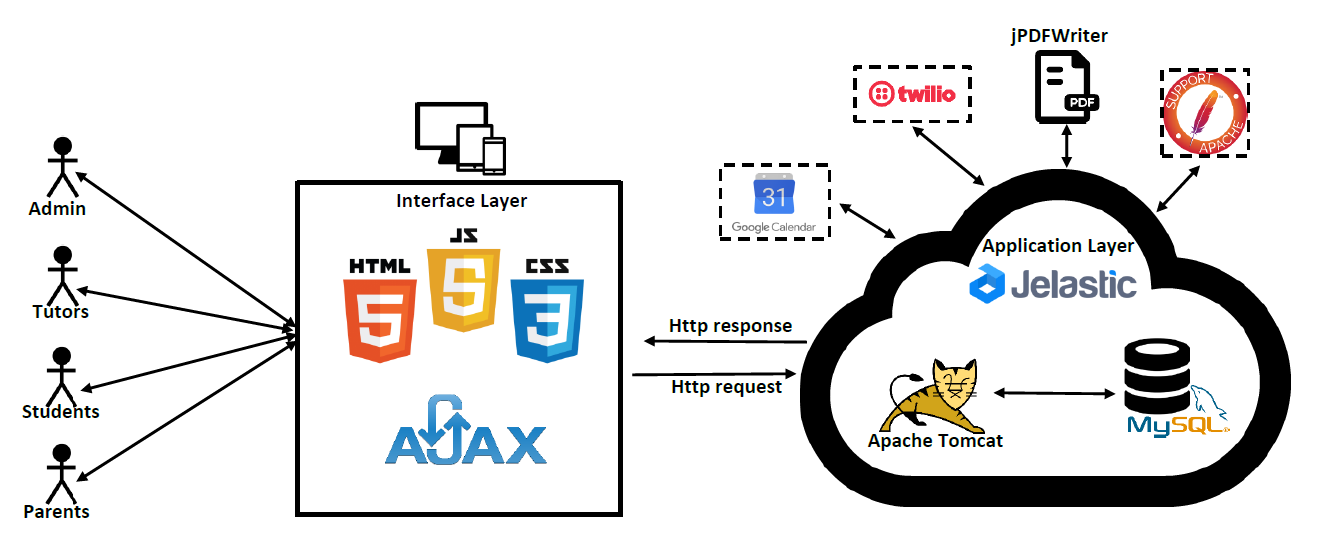 jPDFWriter
PDF
twilio
SUPPORT
APACHE
31
Google Calendar
Admin
Tutors
Students
Parents
Interface Layer
JS
HTML
CSS
5
3
AJAX
Http response
Http request
Application Layer
Jelastic
Apache Tomcat
MySQL